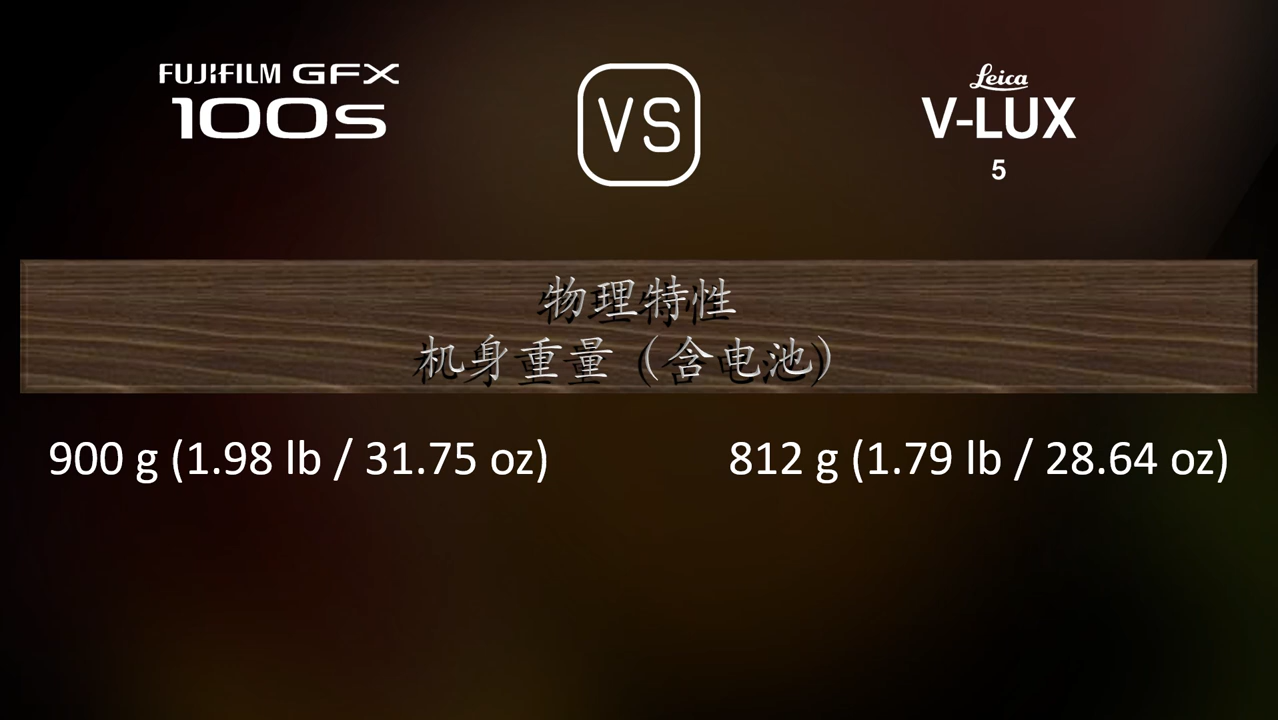 FUJIFILM GFX
100S
VS
Leica
V-LUX
5
物理特性
机身重量（含电池）
900 g (1.98 lb / 31.75 oz)
812 g (1.79 lb / 28.64 oz)